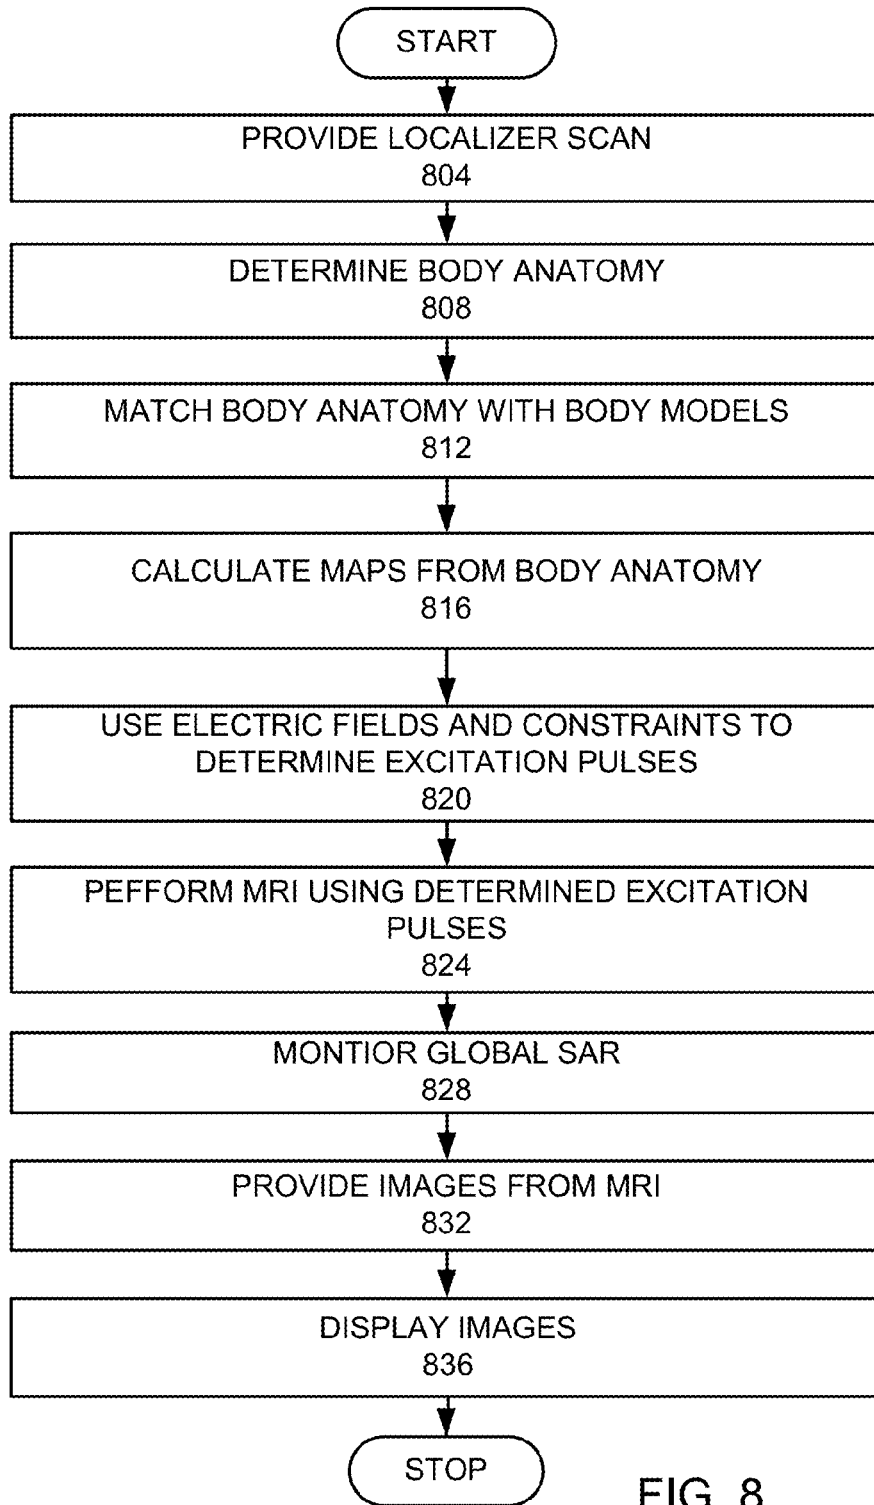 START
PROVIDE LOCALIZER SCAN
804
DETERMINE BODY ANATOMY
808
MATCH BODY ANATOMY WITH BODY MODELS
812
CALCULATE MAPS FROM BODY ANATOMY
816
USE ELECTRIC FIELDS AND CONSTRAINTS TO
DETERMINE EXCITATION PULSES
820
PEFFORM MRI USING DETERMINED EXCITATION
PULSES
824
MONTIOR GLOBAL SAR
828
PROVIDE IMAGES FROM MRI
832
DISPLAY IMAGES
836
STOP
FIG. 8